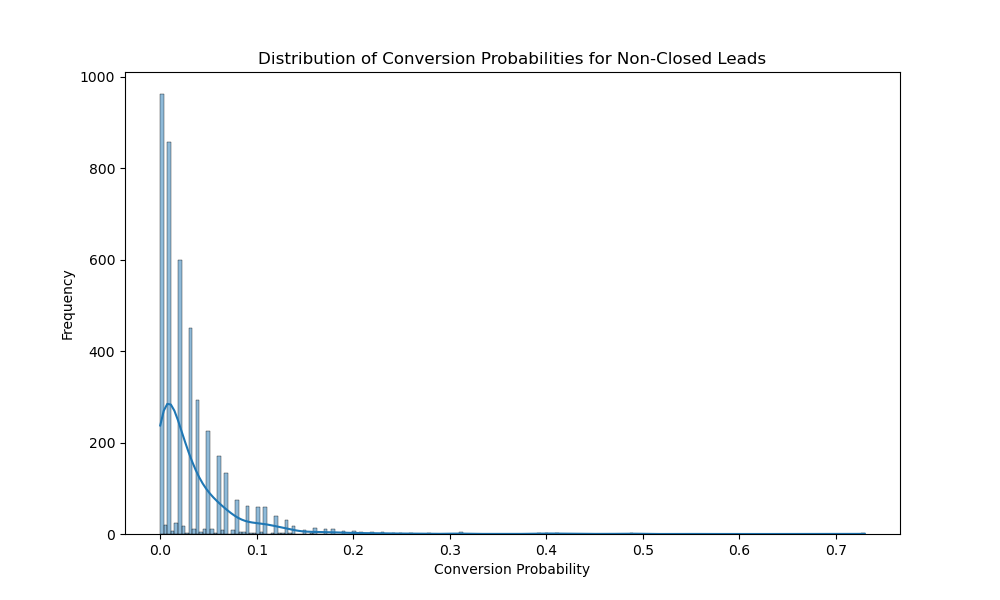 Distribution of Conversion Probabilities for Non-Closed Leads
1000
800
600
400
200
0
Frequency
0.0 0.1 0.2 0.3 0.4 0.5 0.6 0.7
Conversion Probability